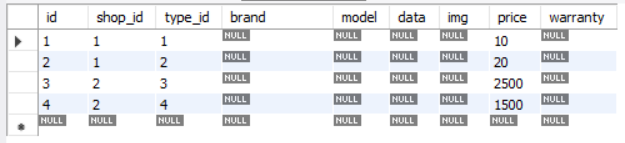 id shop_id type_id brand model data img price warranty
1 1 1 NULL NULL NULL NULL 10 NULL
2 1 2 NULL NULL NULL NULL 20 NULL
3 2 3 NULL NULL NULL NULL 2500 NULL
4 2 4 NULL NULL NULL NULL 1500 NULL
NULL NULL NULL NULL NULL NULL NULL NULL NULL